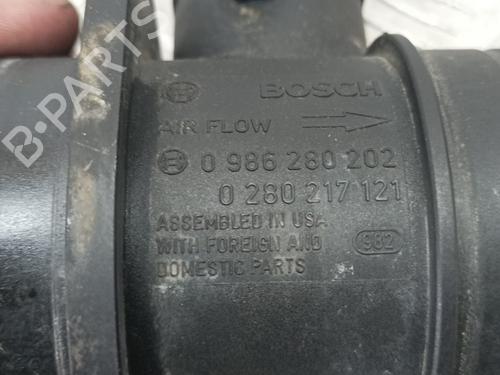 BOSCH
AIR FLOW
0 986 280 202
0 280 217 121
ASSEMBLED IN USA
WITH FOREIGN AND
DOMESTIC PARTS
982
B-PARTS